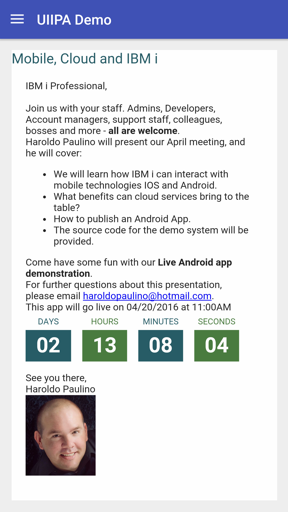 UIIPA Demo
Mobile, Cloud and IBM i
IBM i Professional,
Join us with your staff. Admins, Developers,
Account managers, support staff, colleagues,
bosses and more - all are welcome.
Haroldo Paulino will present our April meeting, and
he will cover:
• We will learn how IBM i can interact with
mobile technologies IOS and Android.
• What benefits can cloud services bring to the
table?
• How to publish an Android App.
• The source code for the demo system will be
provided.
Come have some fun with our Live Android app
demonstration.
For further questions about this presentation,
please email haroldopaulino@hotmail.com.
This app will go live on 04/20/2016 at 11:00AM
DAYS HOURS MINUTES SECONDS
02 13 08 04
See you there,
Haroldo Paulino